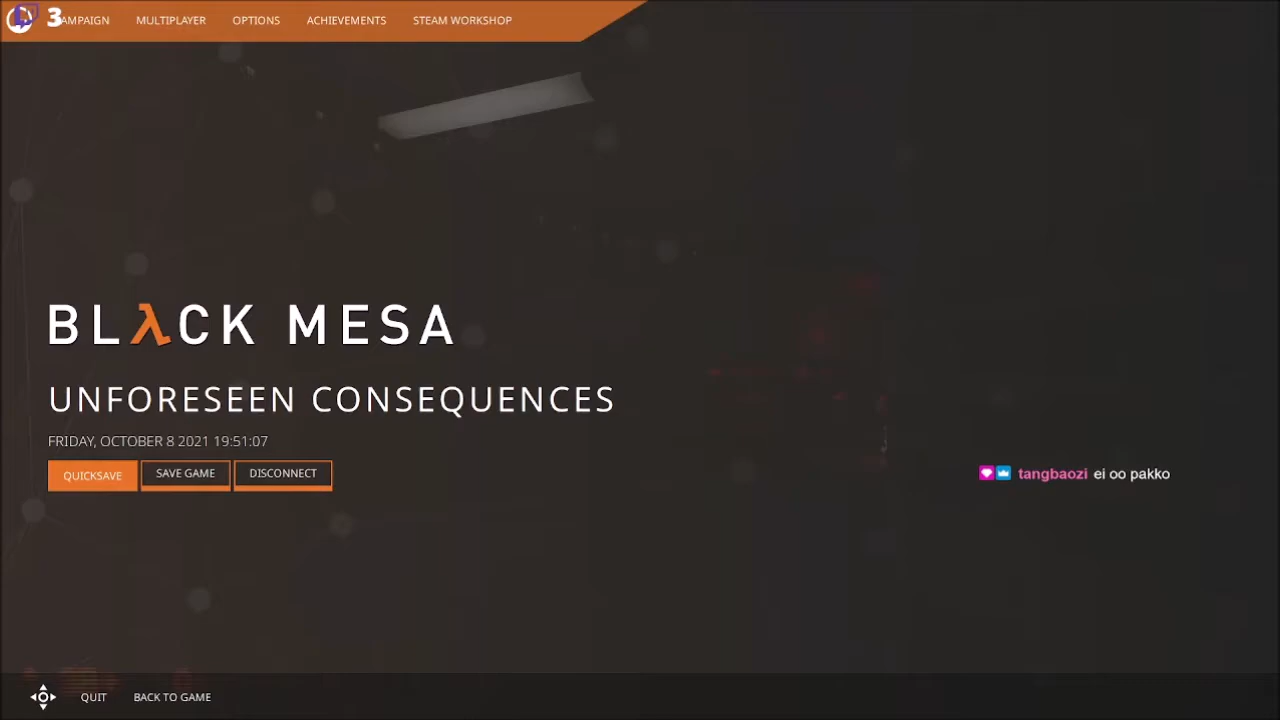 3
AMPAIGN MULTIPLAYER OPTIONS ACHIEVEMENTS STEAM WORKSHOP
BLλCK MESA
UNFORESEEN CONSEQUENCES
FRIDAY, OCTOBER 8 2021 19:51:07
QUICKSAVE SAVE GAME DISCONNECT
tangbaozi ei oo pakko
QUIT BACK TO GAME